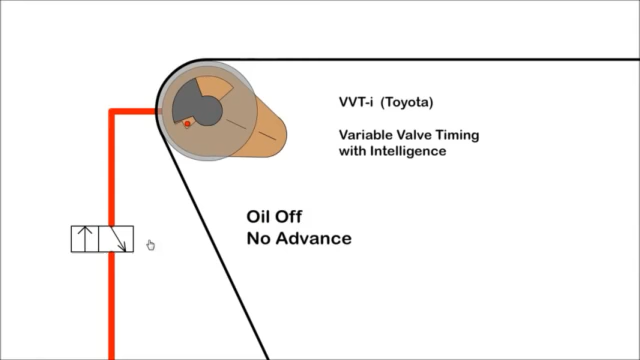 VVT-i (Toyota)
Variable Valve Timing
with Intelligence
Oil Off
No Advance